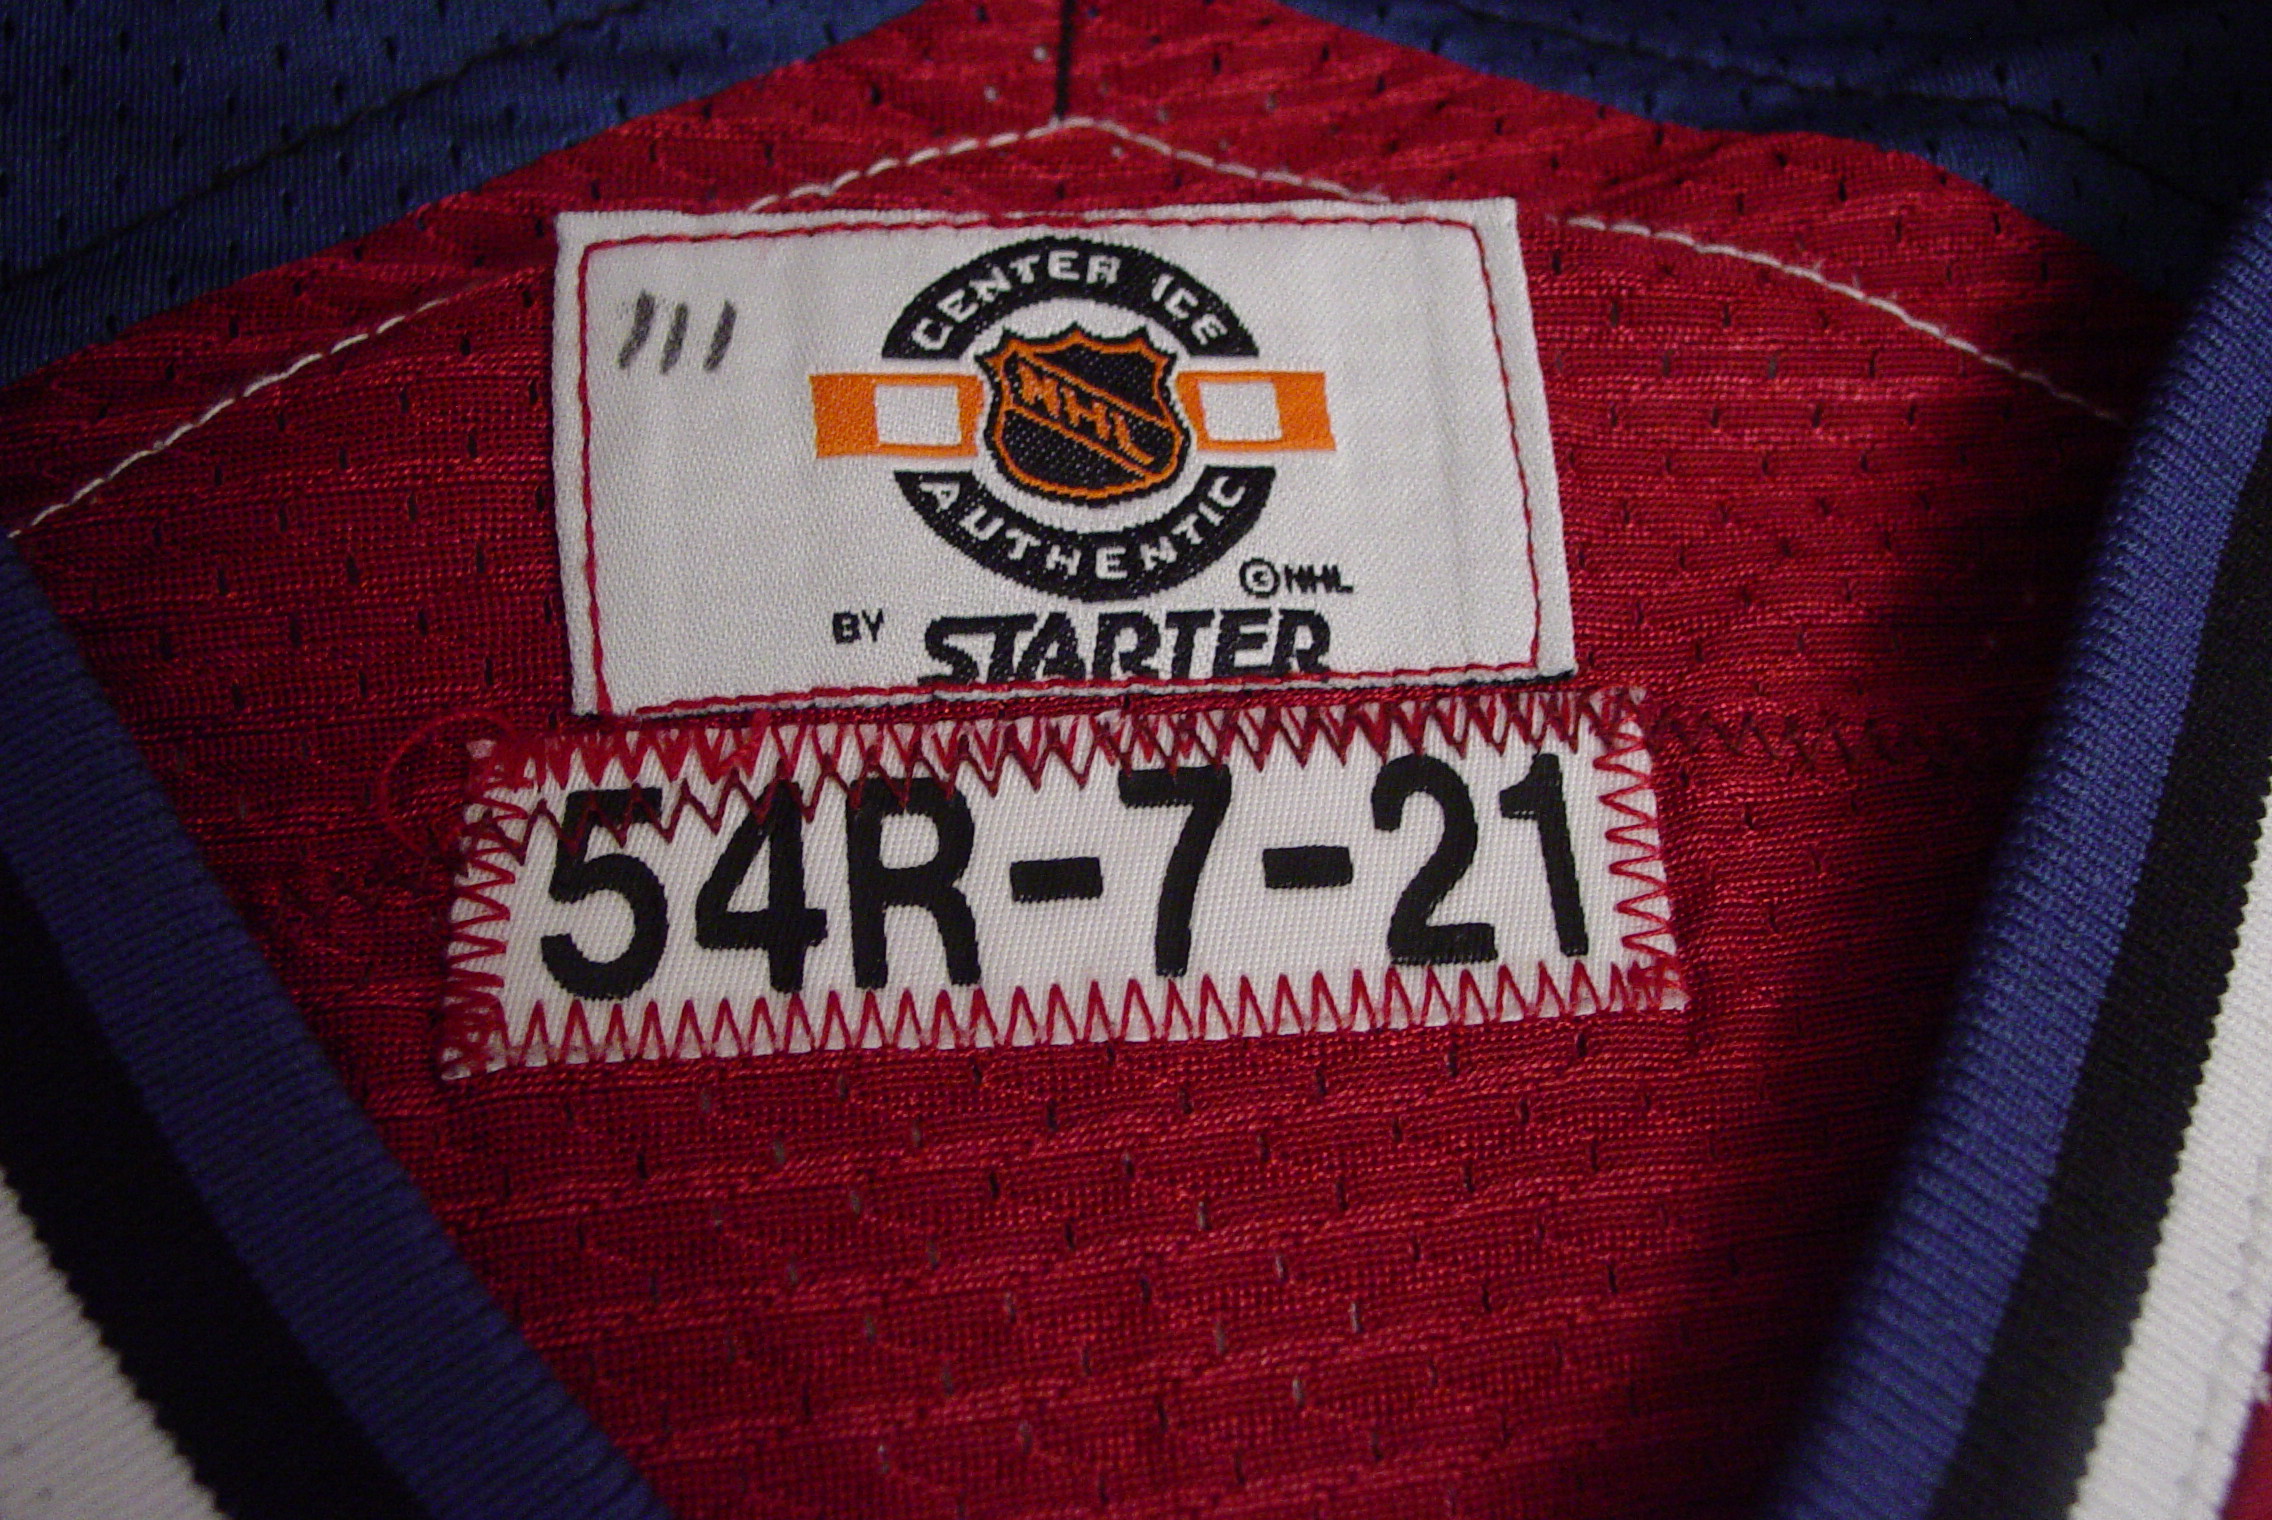 111
CENTER ICE
NHL
AUTHENTIC
©NHL
BY STARTER
54R-7-21